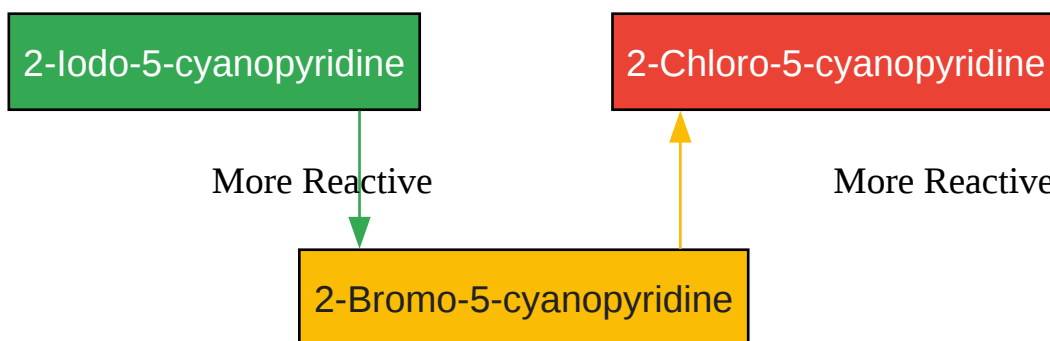 2-Iodo-5-cyanopyridine
2-Chloro-5-cyanopyridine
More Reactive
More Reactive
2-Bromo-5-cyanopyridine